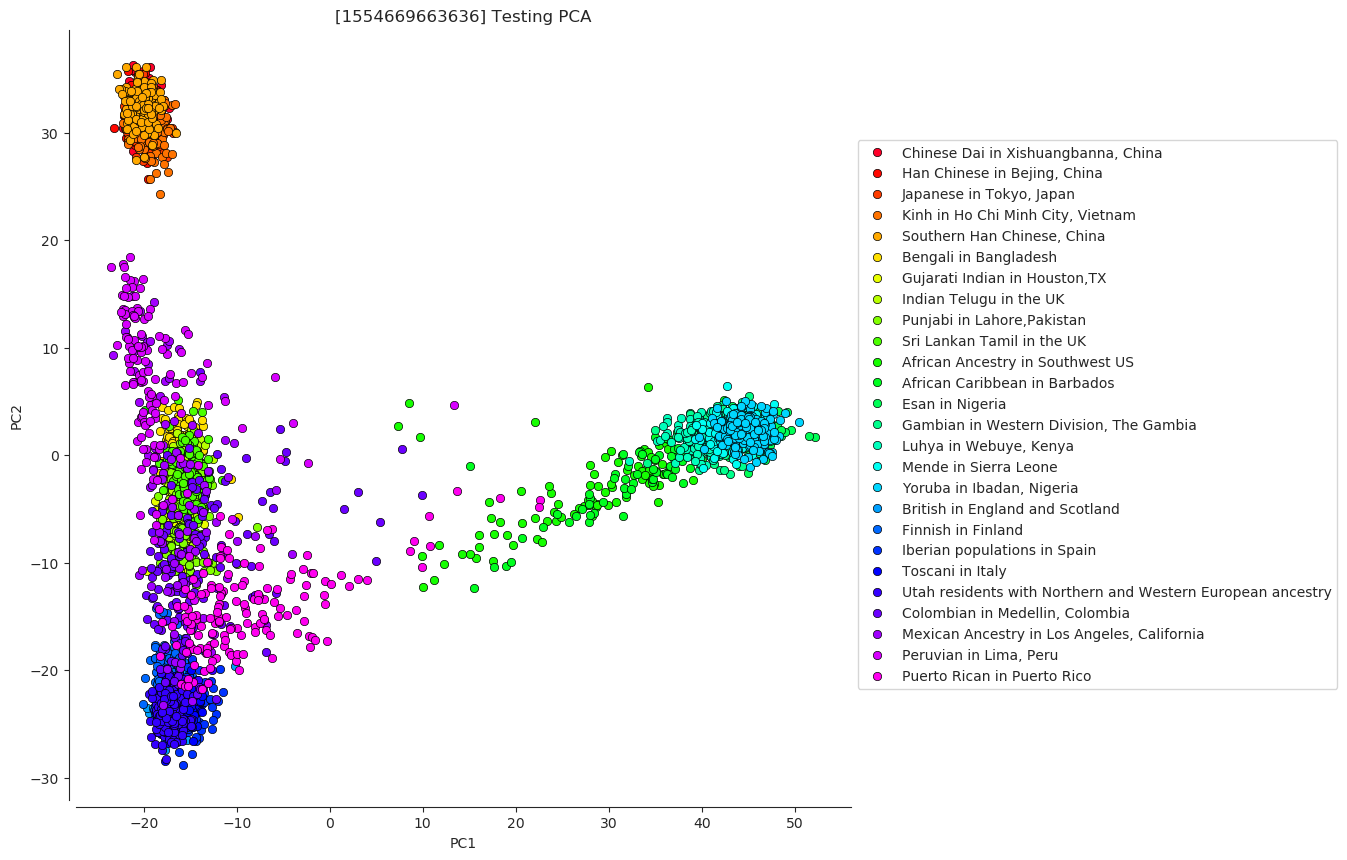 [1554669663636] Testing PCA
30
20
10
0
−10
−20
−30
PC2
−20
−10
0
10
20
30
40
50
PC1
Chinese Dai in Xishuangbanna, China
Han Chinese in Bejing, China
Japanese in Tokyo, Japan
Kinh in Ho Chi Minh City, Vietnam
Southern Han Chinese, China
Bengali in Bangladesh
Gujarati Indian in Houston,TX
Indian Telugu in the UK
Punjabi in Lahore,Pakistan
Sri Lankan Tamil in the UK
African Ancestry in Southwest US
African Caribbean in Barbados
Esan in Nigeria
Gambian in Western Division, The Gambia
Luhya in Webuye, Kenya
Mende in Sierra Leone
Yoruba in Ibadan, Nigeria
British in England and Scotland
Finnish in Finland
Iberian populations in Spain
Toscani in Italy
Utah residents with Northern and Western European ancestry
Colombian in Medellin, Colombia
Mexican Ancestry in Los Angeles, California
Peruvian in Lima, Peru
Puerto Rican in Puerto Rico